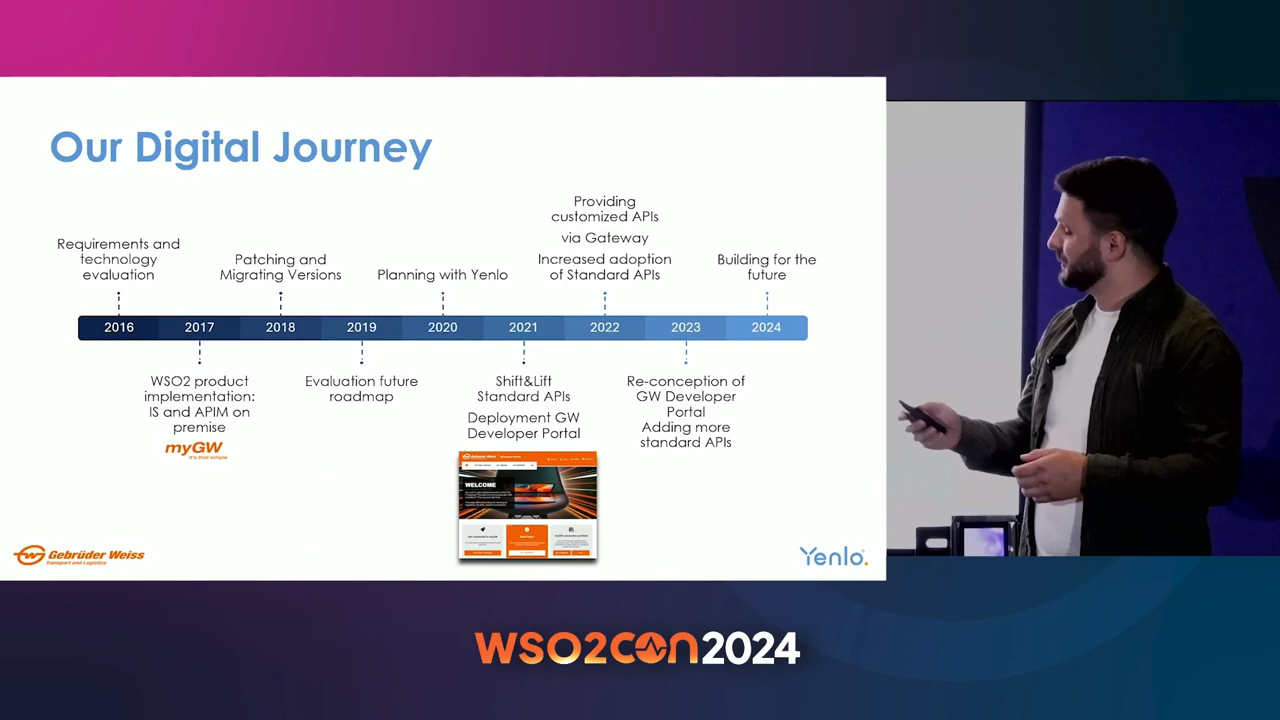 Our Digital Journey
Providing
customized APIs
via Gateway
Increased adoption
of Standard APIs
Requirements and
technology
evaluation
Patching and
Migrating Versions
Planning with Yenlo
Building for the
future
2016
2017
2018
2019
2020
2021
2022
2023
2024
WSO2 product
implementation:
IS and APIM on
premise
myGW
It's that simple.
Evaluation future
roadmap
Shift&Lift
Standard APIs
Deployment GW
Developer Portal
WELCOME
Re-conception of
GW Developer
Portal
Adding more
standard APIs
Gebrüder Weiss
Transport and Logistics
Yenlo.
WSO2CON2024